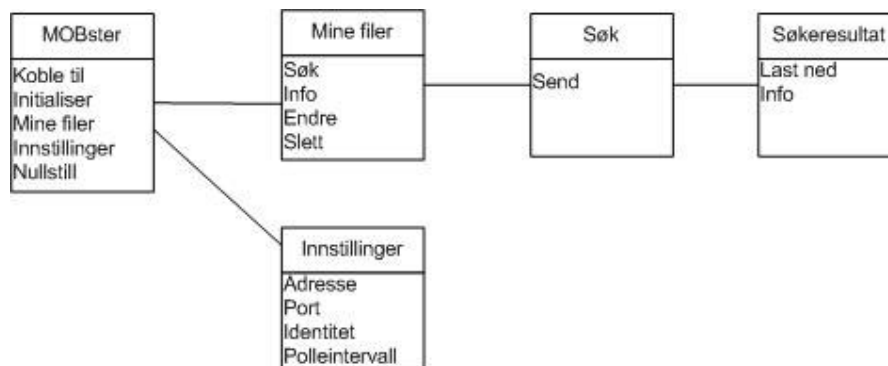 MOBster
Koble til
Initialiser
Mine filer
Innstillinger
Nullstill
Mine filer
Søk
Info
Endre
Slett
Søk
Send
Søkeresultat
Last ned
Info
Innstillinger
Adresse
Port
Identitet
Polleintervall